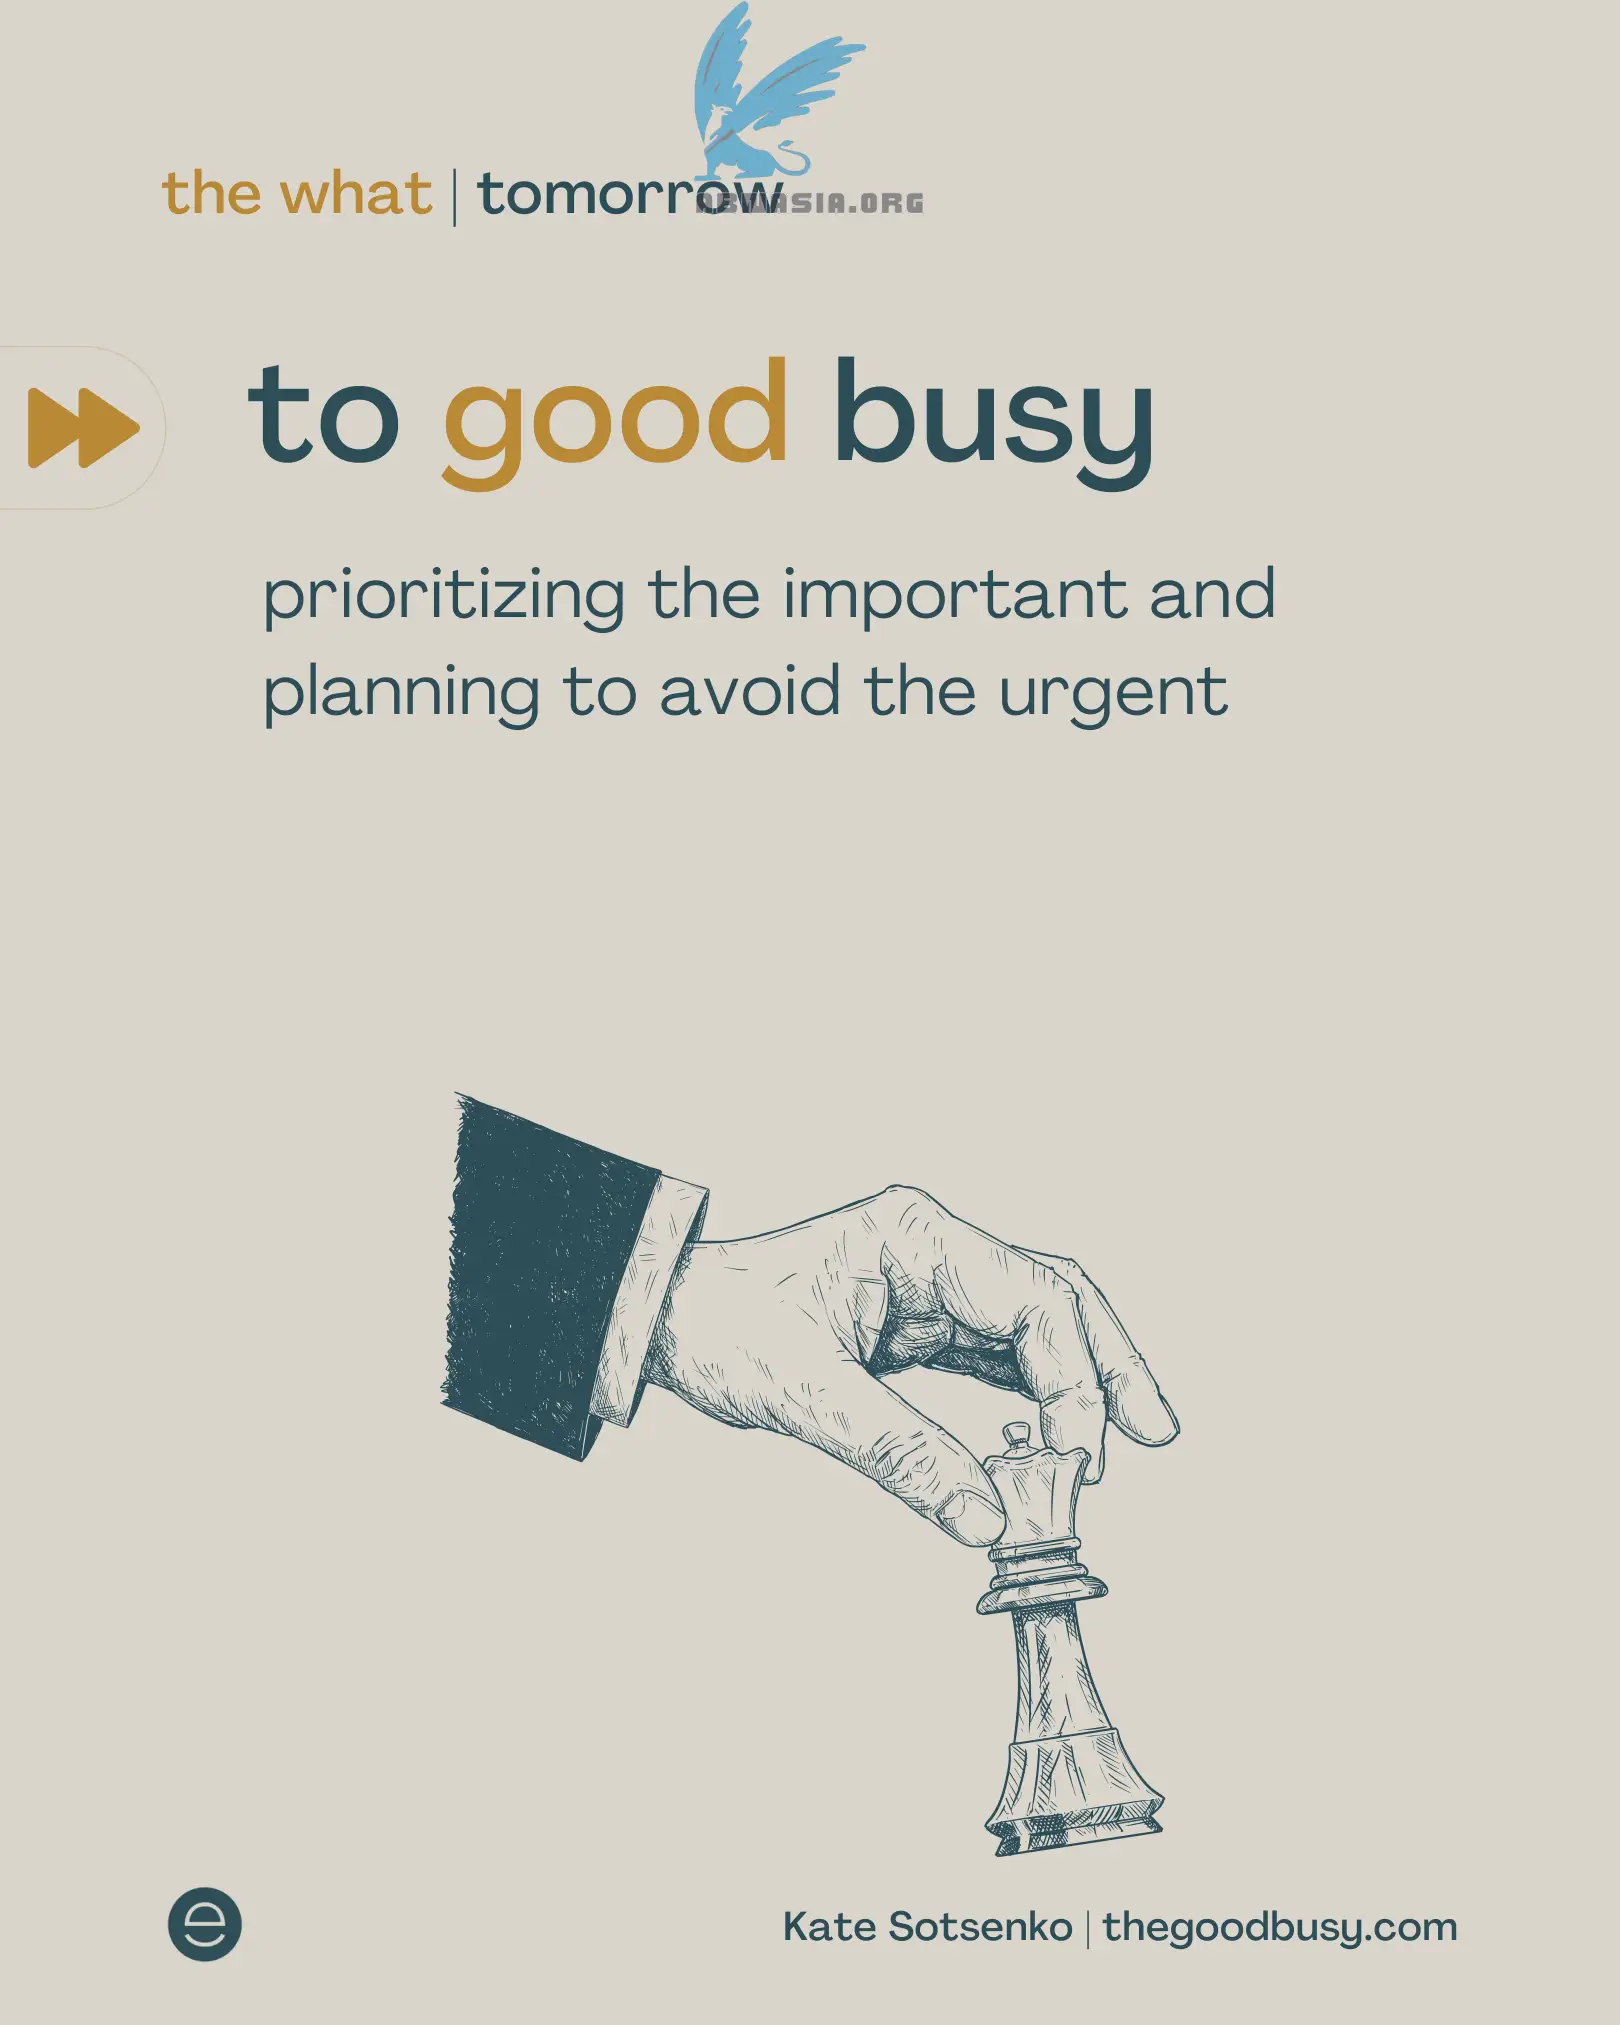 the what | tomorrow
ABWASIA.ORG
to good busy
prioritizing the important and
planning to avoid the urgent
e
Kate Sotsenko | thegoodbusy.com